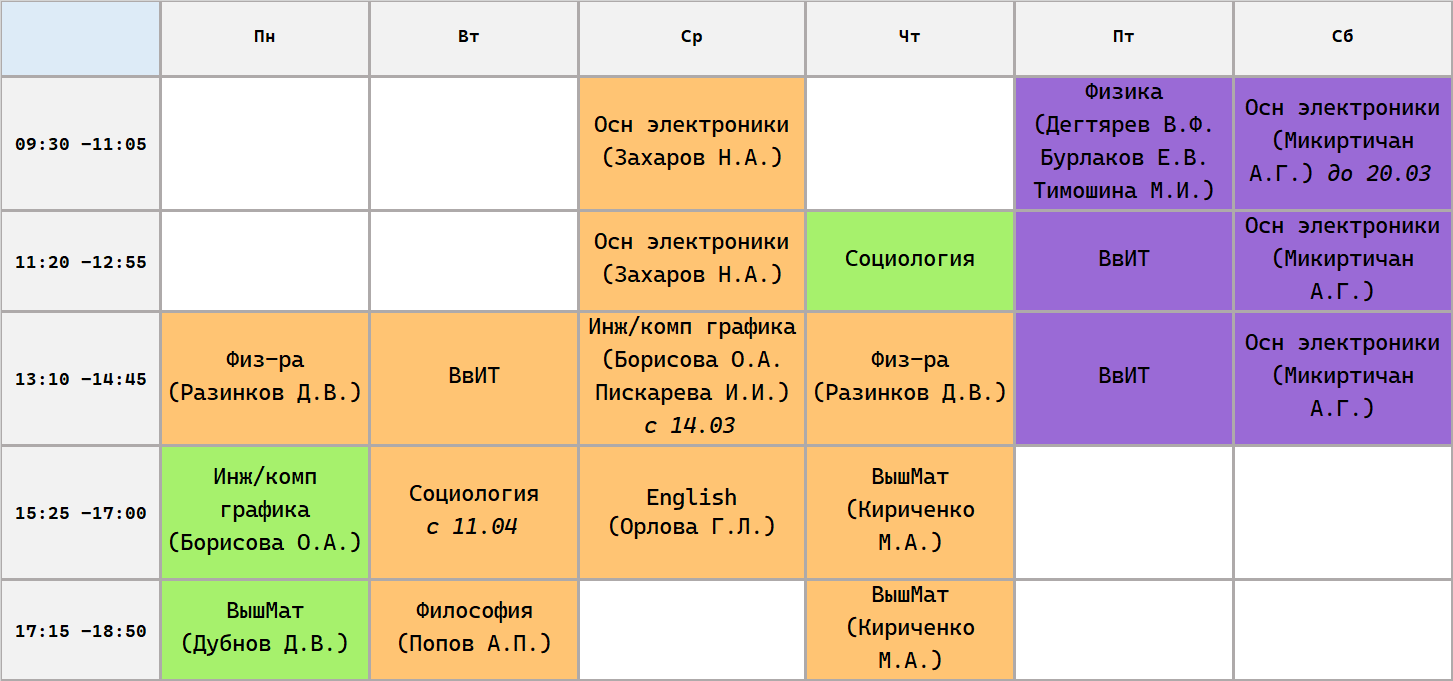 Пн Вт Ср Чт Пт Сб
09:30 -11:05
Осн электроники
(Захаров Н.А.)
Физика
(Дегтярев В.Ф.
Бурлаков Е.В.
Тимошина М.И.)
Осн электроники
(Микиртичан
А.Г.) до 20.03
11:20 -12:55
Осн электроники
(Захаров Н.А.)
Социология
ВвИТ
Осн электроники
(Микиртичан
А.Г.)
13:10 -14:45
Физ-ра
(Разинков Д.В.)
ВвИТ
Инж/комп графика
(Борисова О.А.
Пискарева И.И.)
с 14.03
Физ-ра
(Разинков Д.В.)
ВвИТ
Осн электроники
(Микиртичан
А.Г.)
15:25 -17:00
Инж/комп
графика
(Борисова О.А.)
Социология
с 11.04
English
(Орлова Г.Л.)
ВышМат
(Кириченко
М.А.)
17:15 -18:50
ВышМат
(Дубнов Д.В.)
Философия
(Попов А.П.)
ВышМат
(Кириченко
М.А.)